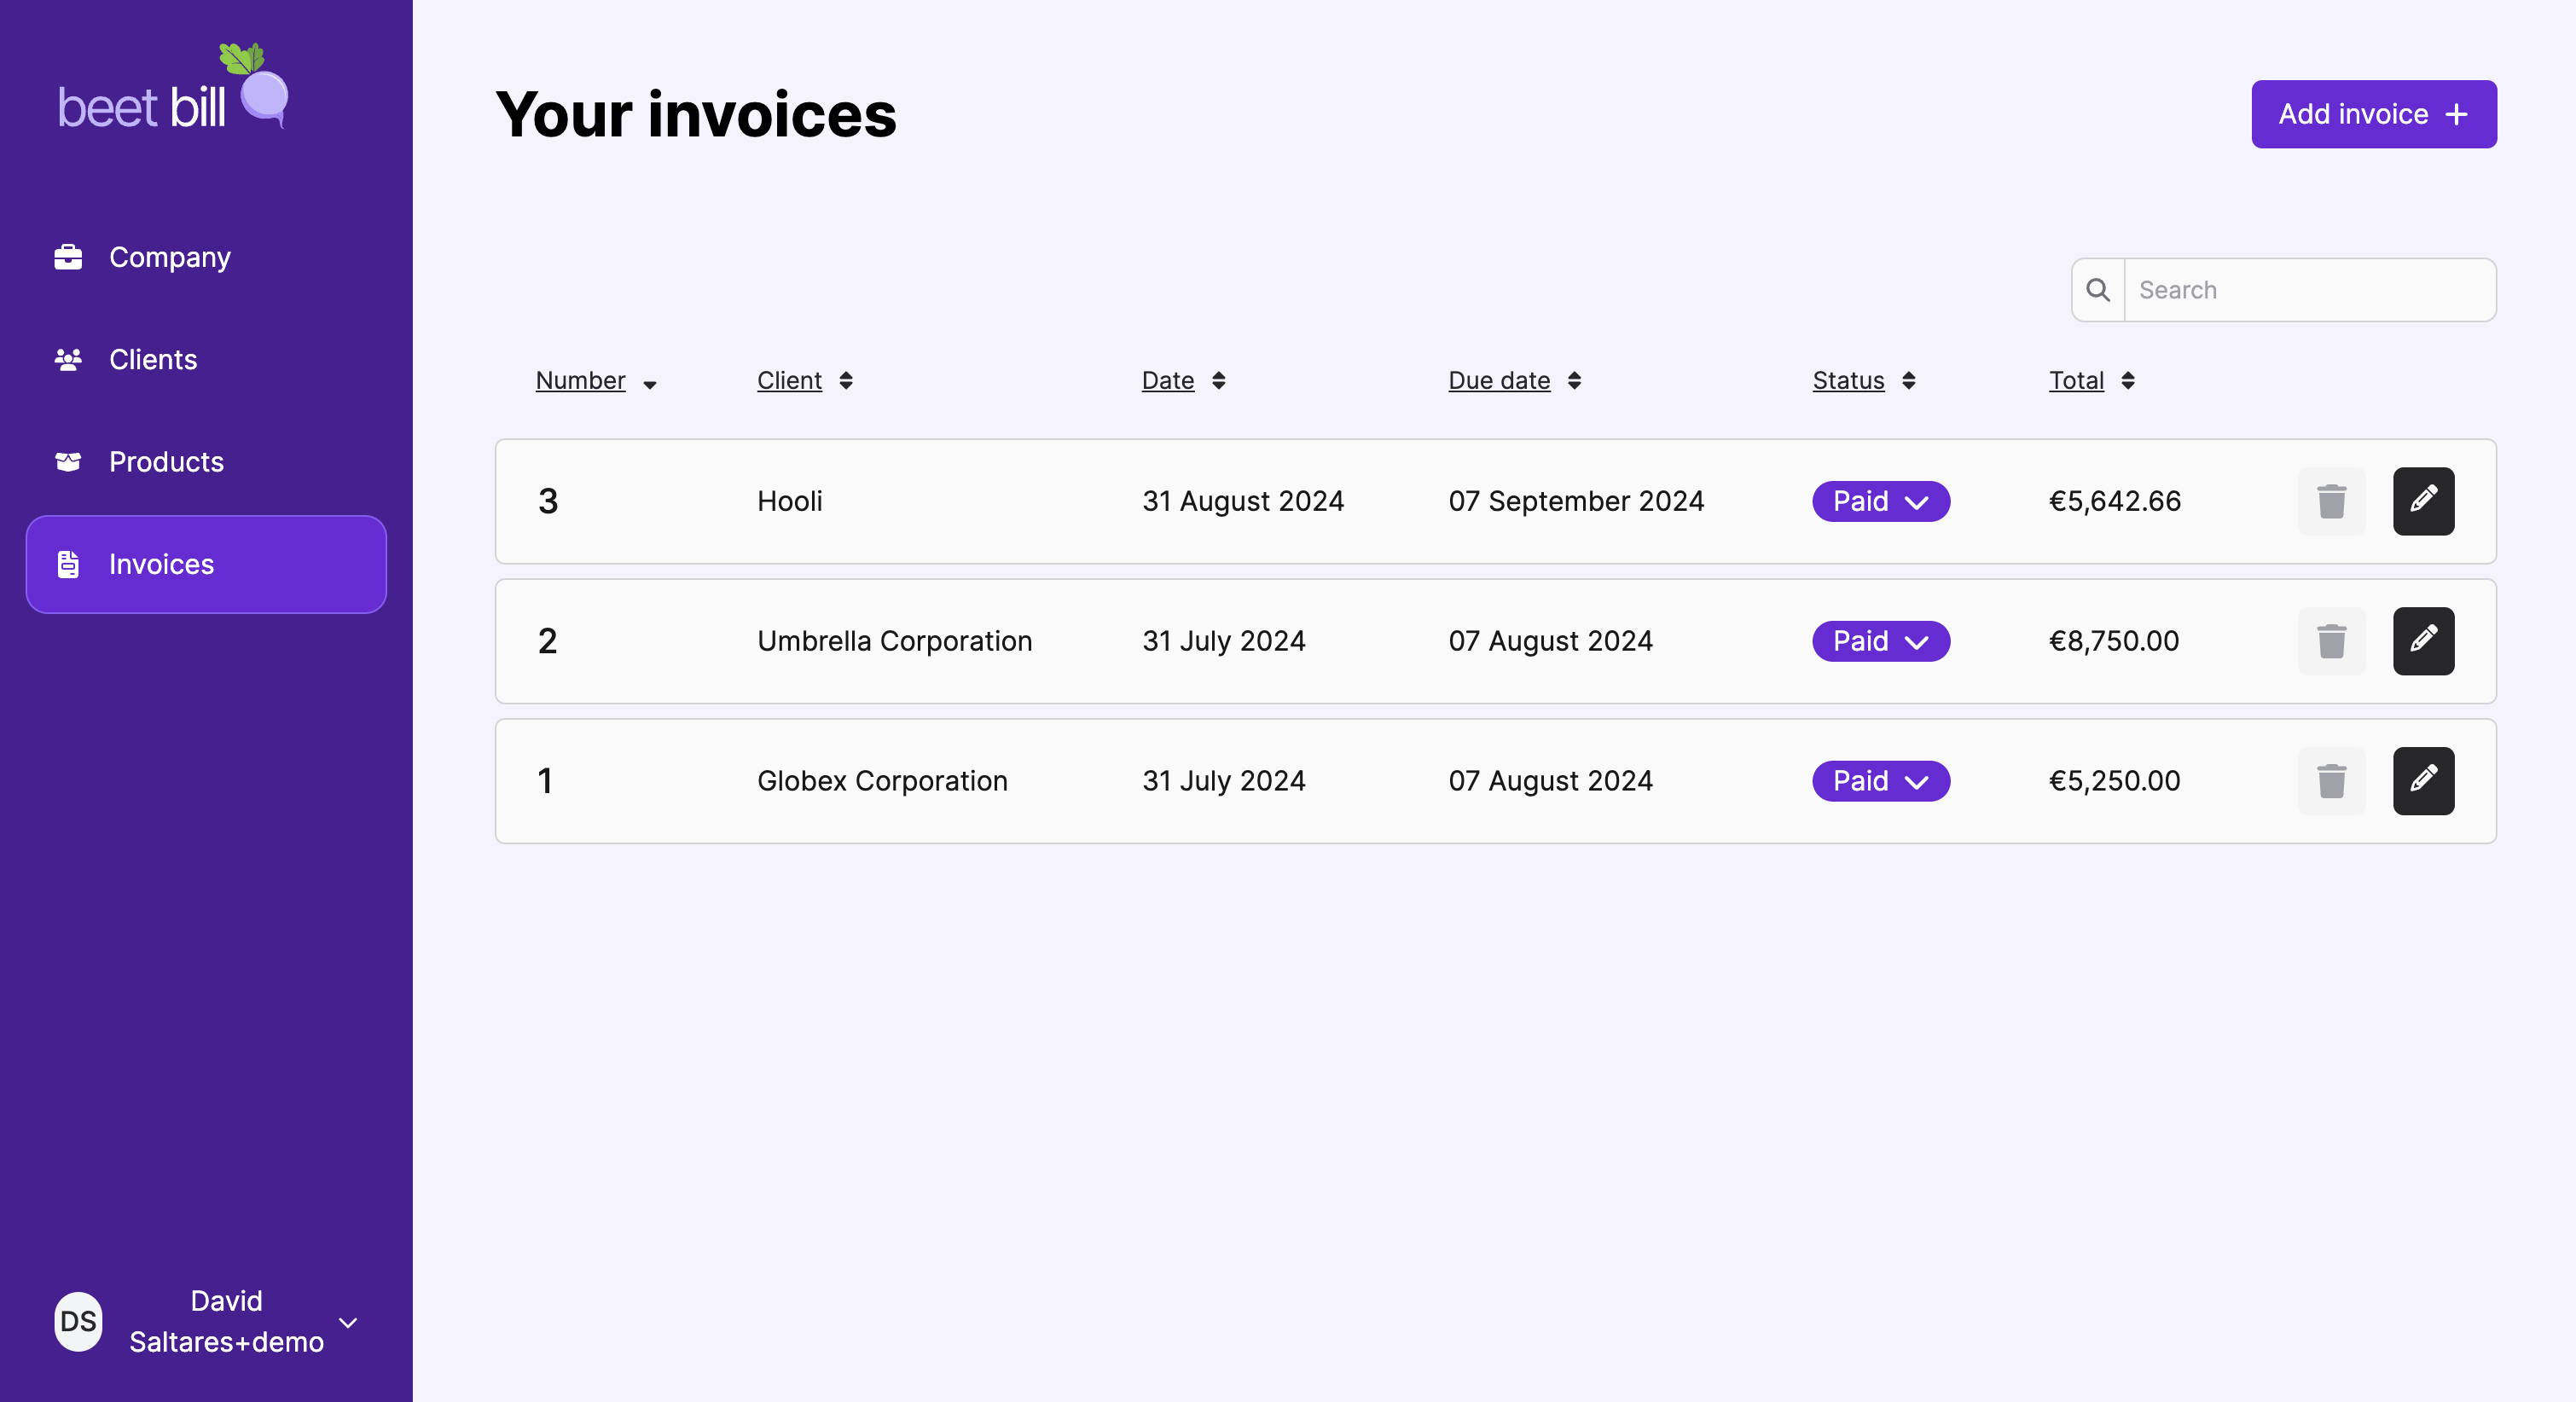 beet bill
Company
Clients
Products
Invoices
DS
David
Saltares+demo
Your invoices
Add invoice +
Search
Number Client Date Due date Status Total
3 Hooli 31 August 2024 07 September 2024 Paid €5,642.66
2 Umbrella Corporation 31 July 2024 07 August 2024 Paid €8,750.00
1 Globex Corporation 31 July 2024 07 August 2024 Paid €5,250.00